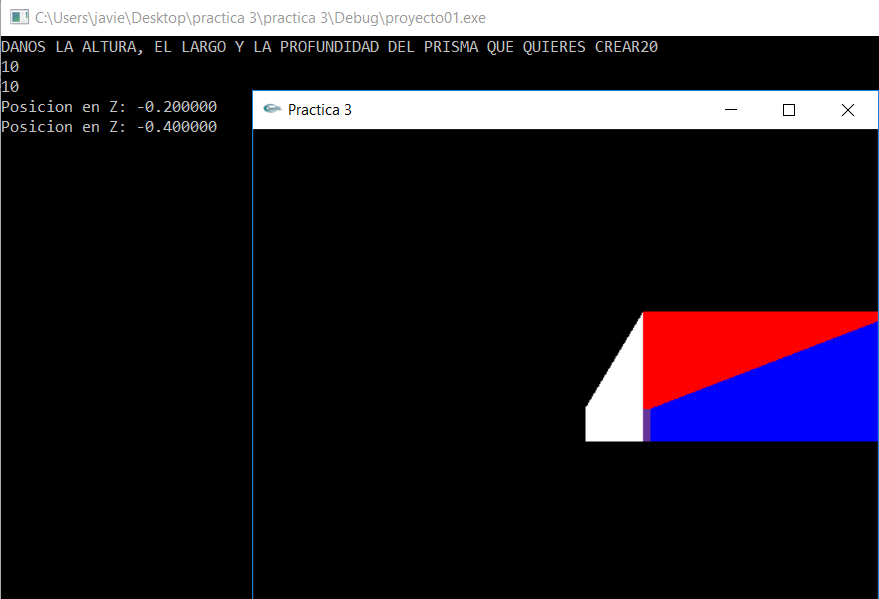 C:\Users\javie\Desktop\practica 3\practica 3\Debug\proyecto01.exe
DANOS LA ALTURA, EL LARGO Y LA PROFUNDIDAD DEL PRISMA QUE QUIERES CREAR20
10
10
Posicion en Z: -0.200000
Posicion en Z: -0.400000
Practica 3